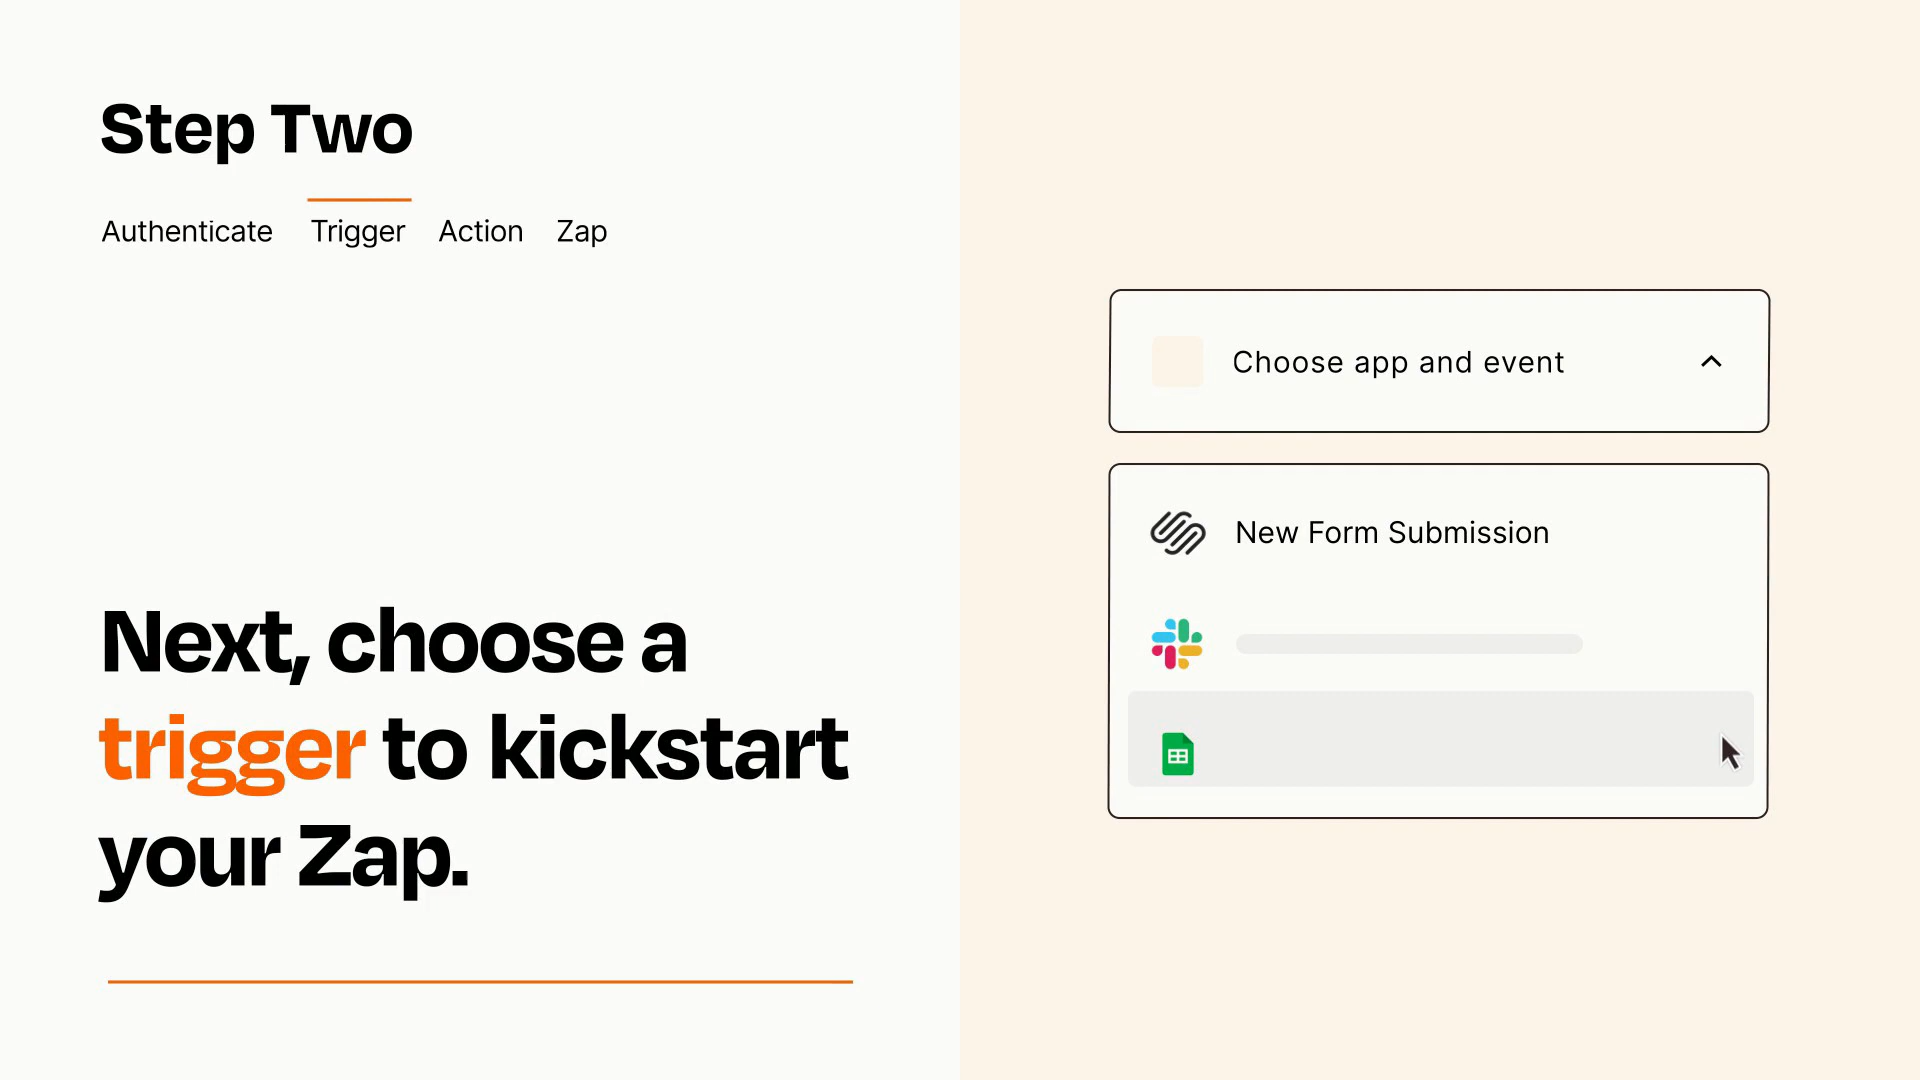 Step Two
Authenticate Trigger Action Zap
Next, choose a
trigger to kickstart
your Zap.
Choose app and event
New Form Submission